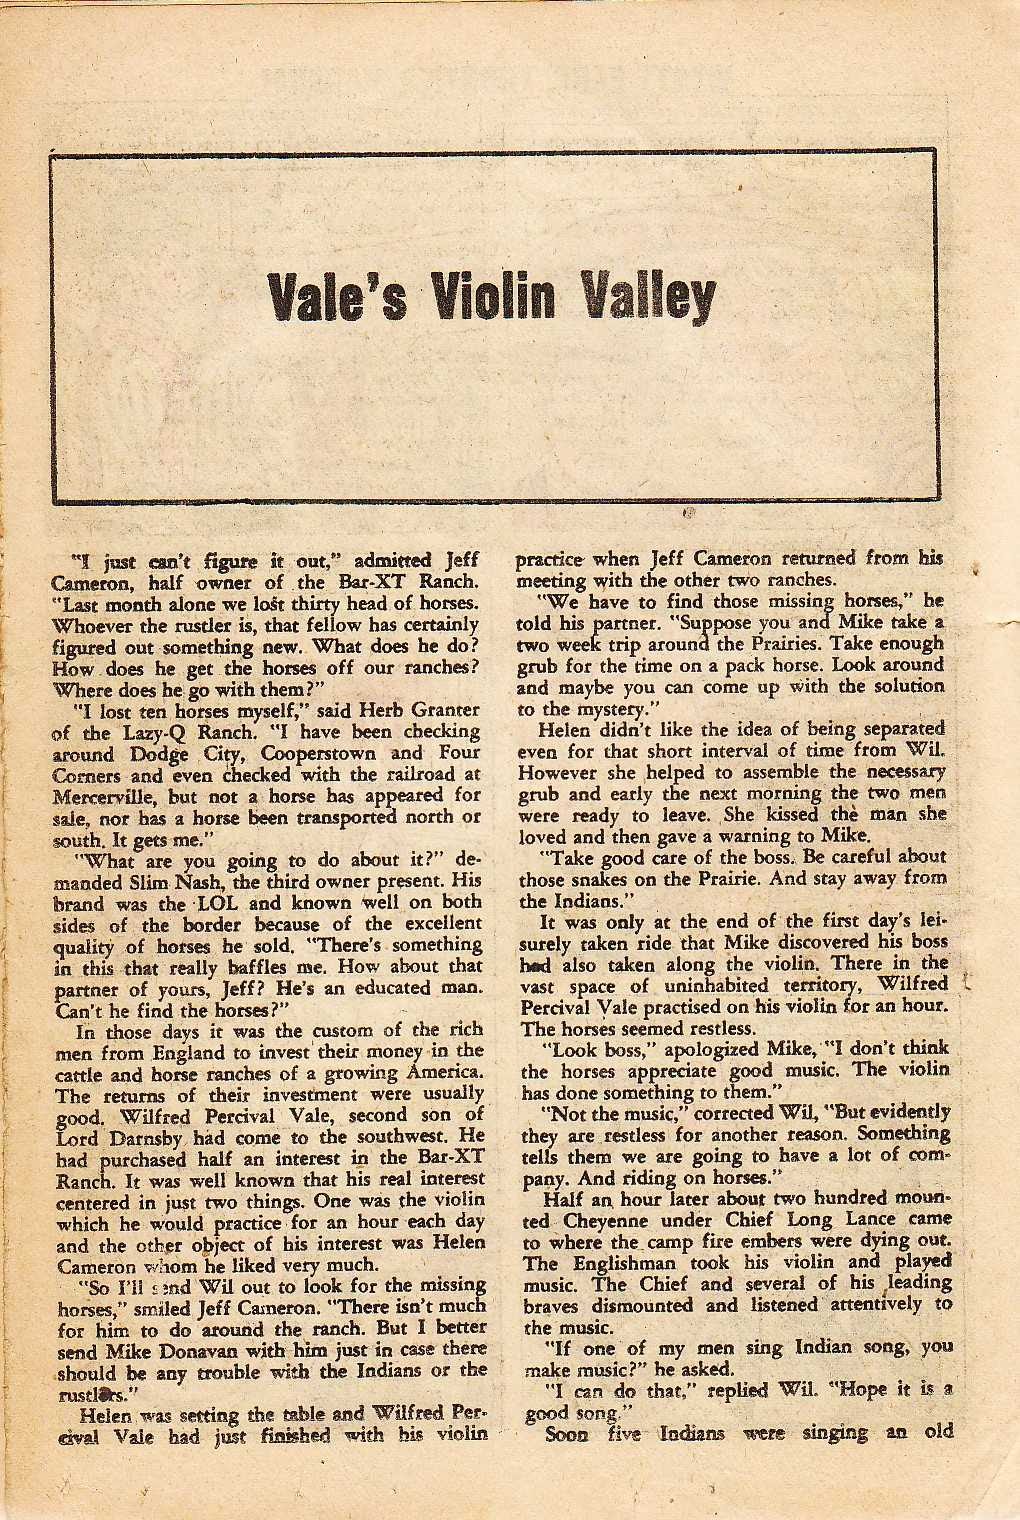 Vale's Violin Valley
"I just can't figure it out," admitted Jeff
Cameron, half owner of the Bar-XT Ranch.
"Last month alone we lost thirty head of horses.
Whoever the rustler is, that fellow has certainly
figured out something new. What does he do?
How does he get the horses off our ranches?
Where does he go with them?"
"I lost ten horses myself," said Herb Granter
of the Lazy-Q Ranch. "I have been checking
around Dodge City, Cooperstown and Four
Corners and even checked with the railroad at
Mercerville, but not a horse has appeared for
sale, nor has a horse been transported north or
south. It gets me."
"What are you going to do about it?" de-
manded Slim Nash, the third owner present. His
brand was the LOL and known well on both
sides of the border because of the excellent
quality of horses he sold. "There's something
in this that really baffles me. How about that
partner of yours, Jeff? He's an educated man.
Can't he find the horses?"
In those days it was the custom of the rich
men from England to invest their money in the
cattle and horse ranches of a growing America.
The returns of their investment were usually
good. Wilfred Percival Vale, second son of
Lord Darnsby had come to the southwest. He
had purchased half an interest in the Bar-XT
Ranch. It was well known that his real interest
centered in just two things. One was the violin
which he would practice for an hour each day
and the other object of his interest was Helen
Cameron whom he liked very much.
"So I'll send Wil out to look for the missing
horses," smiled Jeff Cameron. "There isn't much
for him to do around the ranch. But I better
send Mike Donavan with him just in case there
should be any trouble with the Indians or the
rustlers."
Helen was setting the table and Wilfred Per-
cival Vale had just finished with his violin
practice when Jeff Cameron returned from his
meeting with the other two ranches.
"We have to find those missing horses," he
told his partner. "Suppose you and Mike take a
two week trip around the Prairies. Take enough
grub for the time on a pack horse. Look around
and maybe you can come up with the solution
to the mystery."
Helen didn't like the idea of being separated
even for that short interval of time from Wil.
However she helped to assemble the necessary
grub and early the next morning the two men
were ready to leave. She kissed the man she
loved and then gave a warning to Mike.
"Take good care of the boss. Be careful about
those snakes on the Prairie. And stay away from
the Indians."
It was only at the end of the first day's lei-
surely taken ride that Mike discovered his boss
had also taken along the violin. There in the
vast space of uninhabited territory, Wilfred
Percival Vale practised on his violin for an hour.
The horses seemed restless.
"Look boss," apologized Mike, "I don't think
the horses appreciate good music. The violin
has done something to them."
"Not the music," corrected Wil, "But evidently
they are restless for another reason. Something
tells them we are going to have a lot of com-
pany. And riding on horses."
Half an hour later about two hundred moun-
ted Cheyenne under Chief Long Lance came
to where the camp fire embers were dying out.
The Englishman took his violin and played
music. The Chief and several of his leading
braves dismounted and listened attentively to
the music.
"If one of my men sing Indian song, you
make music?" he asked.
"I can do that," replied Wil. "Hope it is a
good song."
Soon five Indians were singing an old